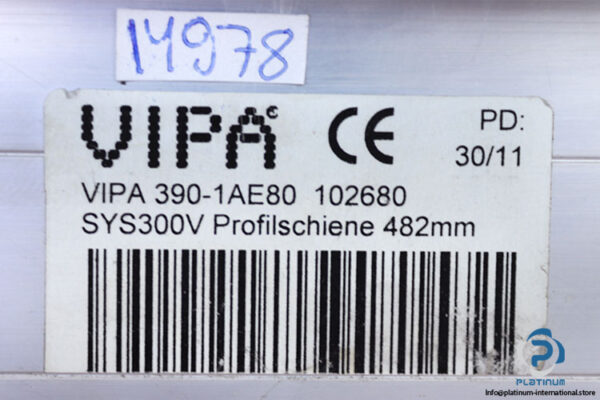 14978
VIPA©
CE
PD:
30/11
VIPA 390-1AE80 102680
SYS300V Profilschiene 482mm
PLATINUM
Info@platinum-international.store